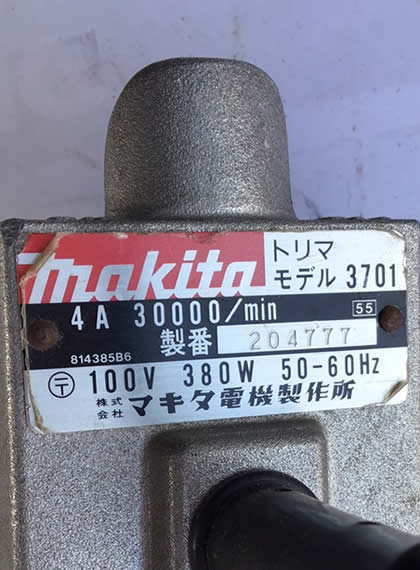 makita
トリマ
モデル 3701
4A 30000/min 55
製番 204777
814385B6
〒 100V 380W 50-60Hz
株式会社 マキタ電機製作所